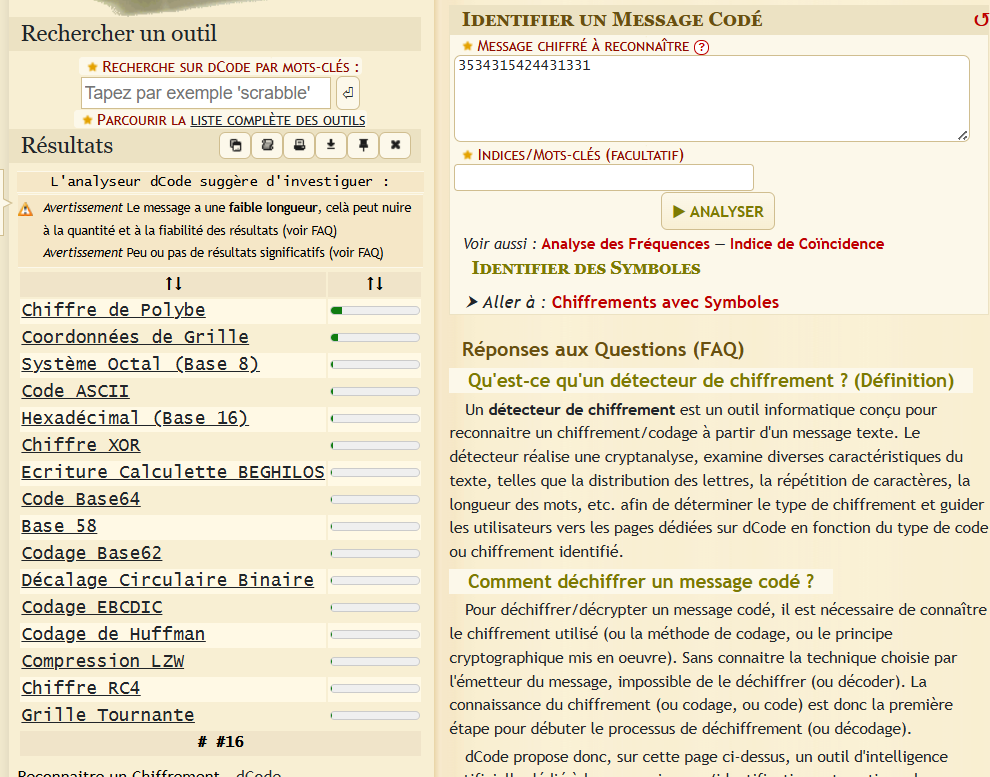 Rechercher un outil
★ Recherche sur dCode par mots-clés :
Tapez par exemple 'scrabble'
★ Parcourir la liste complète des outils
Résultats
L'analyseur dCode suggère d'investiguer :
Avertissement Le message a une faible longueur, celà peut nuire
à la quantité et à la fiabilité des résultats (voir FAQ)
Avertissement Peu ou pas de résultats significatifs (voir FAQ)
↑↓ ↑↓
Chiffre de Polybe
Coordonnées de Grille
Système Octal (Base 8)
Code ASCII
Hexadécimal (Base 16)
Chiffre XOR
Ecriture Calculette BEGHILOS
Code Base64
Base 58
Codage Base62
Décalage Circulaire Binaire
Codage EBCDIC
Codage de Huffman
Compression LZW
Chiffre RC4
Grille Tournante
# #16
Reconnaitre un Chiffrement - dCode
Identifier un Message Codé
★ Message chiffré à reconnaître ?
3534315424431331
★ Indices/Mots-clés (facultatif)
▶ ANALYSER
Voir aussi : Analyse des Fréquences — Indice de Coïncidence
Identifier des Symboles
➤ Aller à : Chiffrements avec Symboles
Réponses aux Questions (FAQ)
Qu'est-ce qu'un détecteur de chiffrement ? (Définition)
Un détecteur de chiffrement est un outil informatique conçu pour
reconnaitre un chiffrement/codage à partir d'un message texte. Le
détecteur réalise une cryptanalyse, examine diverses caractéristiques du
texte, telles que la distribution des lettres, la répétition de caractères, la
longueur des mots, etc. afin de déterminer le type de chiffrement et guider
les utilisateurs vers les pages dédiées sur dCode en fonction du type de code
ou chiffrement identifié.
Comment déchiffrer un message codé ?
Pour déchiffrer/décrypter un message codé, il est nécessaire de connaître
le chiffrement utilisé (ou la méthode de codage, ou le principe
cryptographique mis en oeuvre). Sans connaitre la technique choisie par
l'émetteur du message, impossible de le déchiffrer (ou décoder). La
connaissance du chiffrement (ou codage, ou code) est donc la première
étape pour débuter le processus de déchiffrement (ou décodage).
dCode propose donc, sur cette page ci-dessus, un outil d'intelligence